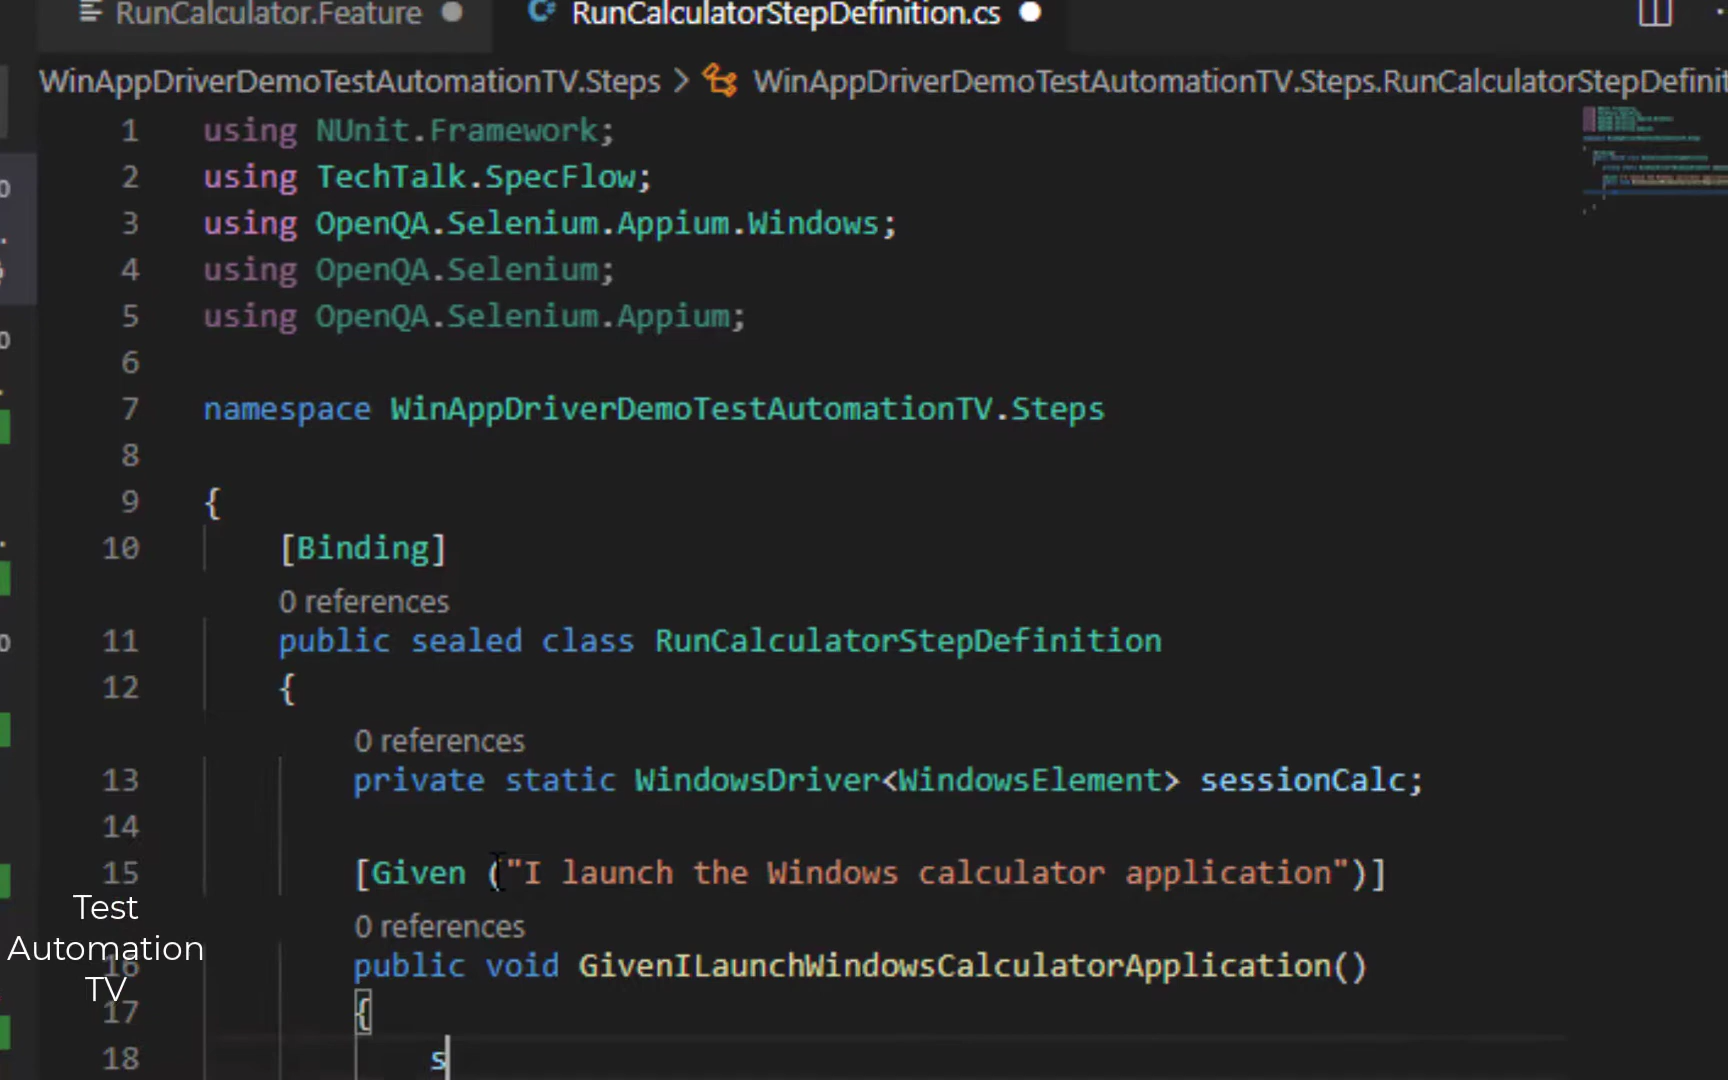 RunCalculator.Feature
RunCalculatorStepDefinition.cs
WinAppDriverDemoTestAutomationTV.Steps > WinAppDriverDemoTestAutomationTV.Steps.RunCalculatorStepDefinit
1 using NUnit.Framework;
2 using TechTalk.SpecFlow;
3 using OpenQA.Selenium.Appium.Windows;
4 using OpenQA.Selenium;
5 using OpenQA.Selenium.Appium;
6
7 namespace WinAppDriverDemoTestAutomationTV.Steps
8
9 {
10 [Binding]
0 references
11 public sealed class RunCalculatorStepDefinition
12 {
0 references
13 private static WindowsDriver<WindowsElement> sessionCalc;
14
15 [Given ("I launch the Windows calculator application")]
0 references
16 public void GivenILaunchWindowsCalculatorApplication()
17 {
18 s
Test
Automation
TV